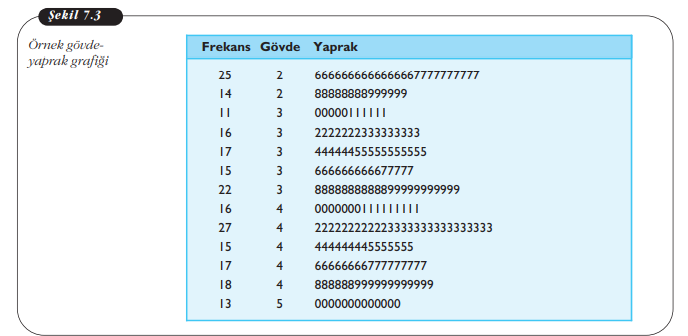 Şekil 7.3
Örnek gövde-
yaprak grafiği
Frekans Gövde Yaprak
25 2 6666666666666667777777777
14 2 88888888999999
11 3 00000111111
16 3 2222222333333333
17 3 44444455555555555
15 3 666666666677777
22 3 8888888888899999999999
16 4 0000000111111111
27 4 222222222223333333333333333
15 4 444444445555555
17 4 66666666777777777
18 4 888888999999999999
13 5 0000000000000